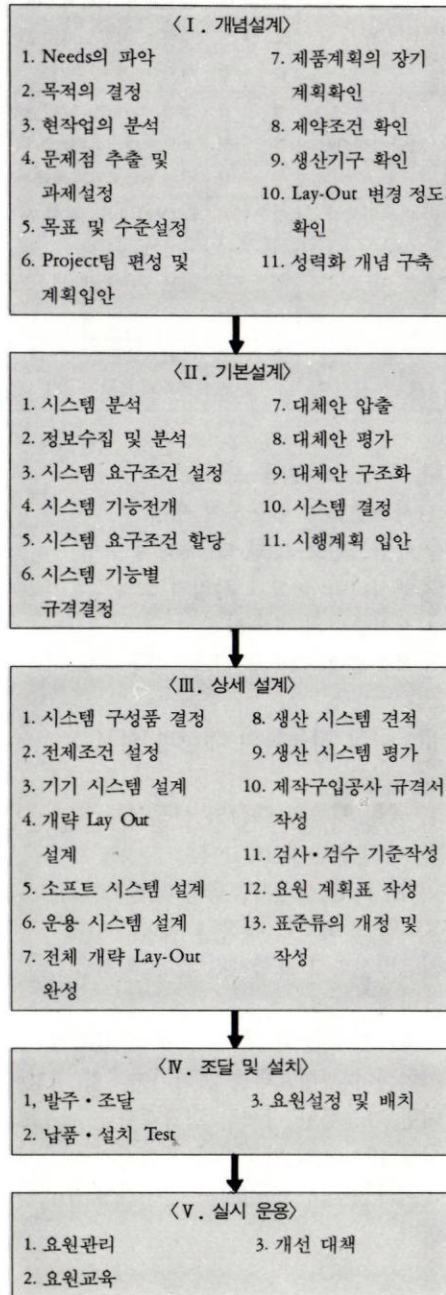 〈Ⅰ. 개념설계〉
1. Needs의 파악
2. 목적의 결정
3. 현작업의 분석
4. 문제점 추출 및
과제설정
5. 목표 및 수준설정
6. Project팀 편성 및
계획입안
7. 제품계획의 장기
계획확인
8. 제약조건 확인
9. 생산기구 확인
10. Lay-Out 변경 정도
확인
11. 성력화 개념 구축
〈Ⅱ. 기본설계〉
1. 시스템 분석
2. 정보수집 및 분석
3. 시스템 요구조건 설정
4. 시스템 기능전개
5. 시스템 요구조건 할당
6. 시스템 기능별
규격결정
7. 대체안 압출
8. 대체안 평가
9. 대체안 구조화
10. 시스템 결정
11. 시행계획 입안
〈Ⅲ. 상세 설계〉
1. 시스템 구성품 결정
2. 전제조건 설정
3. 기기 시스템 설계
4. 개략 Lay Out
설계
5. 소프트 시스템 설계
6. 운용 시스템 설계
7. 전체 개략 Lay-Out
완성
8. 생산 시스템 견적
9. 생산 시스템 평가
10. 제작구입공사 규격서
작성
11. 검사•검수 기준작성
12. 요원 계획표 작성
13. 표준류의 개정 및
작성
〈Ⅳ. 조달 및 설치〉
1, 발주•조달
2. 납품•설치 Test
3. 요원설정 및 배치
〈Ⅴ. 실시 운용〉
1. 요원관리
2. 요원교육
3. 개선 대책